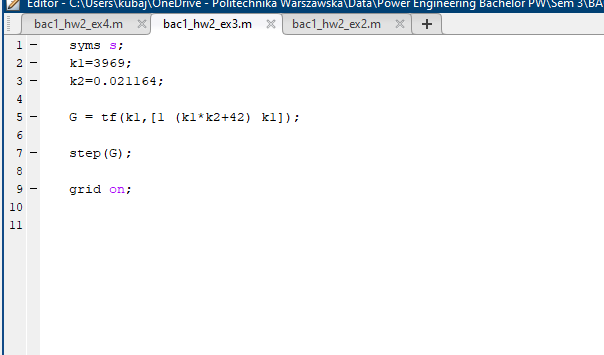 Editor - C:\Users\kubaj\OneDrive - Politechnika Warszawska\Data\Power Engineering Bachelor PW\Sem 3\BA
bac1_hw2_ex4.m × bac1_hw2_ex3.m × bac1_hw2_ex2.m × +
1 — syms s;
2 — k1=3969;
3 — k2=0.021164;
4
5 — G = tf(k1,[1 (k1*k2+42) k1]);
6
7 — step(G);
8
9 — grid on;
10
11